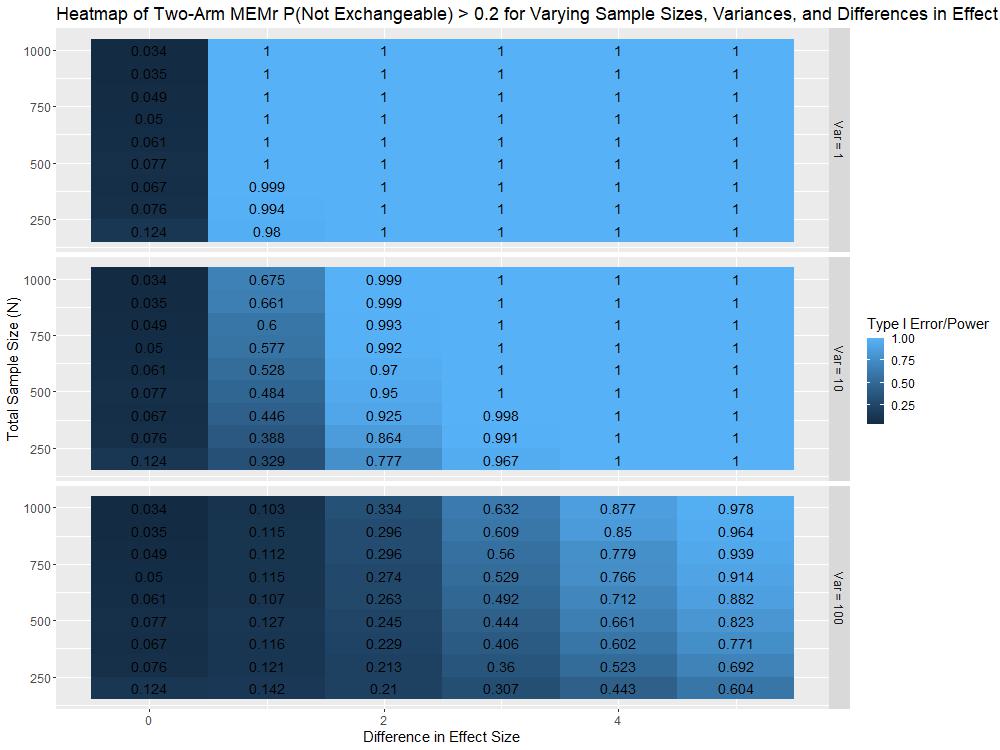 Heatmap of Two-Arm MEMr P(Not Exchangeable) > 0.2 for Varying Sample Sizes, Variances, and Differences in Effect
Total Sample Size (N)
1000
750
500
250
0.034 1 1 1 1 1
0.035 1 1 1 1 1
0.049 1 1 1 1 1
0.05 1 1 1 1 1
0.061 1 1 1 1 1
0.077 1 1 1 1 1
0.067 0.999 1 1 1 1
0.076 0.994 1 1 1 1
0.124 0.98 1 1 1 1
Var = 1
1000
750
500
250
0.034 0.675 0.999 1 1 1
0.035 0.661 0.999 1 1 1
0.049 0.6 0.993 1 1 1
0.05 0.577 0.992 1 1 1
0.061 0.528 0.97 1 1 1
0.077 0.484 0.95 1 1 1
0.067 0.446 0.925 0.998 1 1
0.076 0.388 0.864 0.991 1 1
0.124 0.329 0.777 0.967 1 1
Var = 10
1000
750
500
250
0.034 0.103 0.334 0.632 0.877 0.978
0.035 0.115 0.296 0.609 0.85 0.964
0.049 0.112 0.296 0.56 0.779 0.939
0.05 0.115 0.274 0.529 0.766 0.914
0.061 0.107 0.263 0.492 0.712 0.882
0.077 0.127 0.245 0.444 0.661 0.823
0.067 0.116 0.229 0.406 0.602 0.771
0.076 0.121 0.213 0.36 0.523 0.692
0.124 0.142 0.21 0.307 0.443 0.604
Var = 100
0 2 4
Difference in Effect Size
Type I Error/Power
1.00
0.75
0.50
0.25